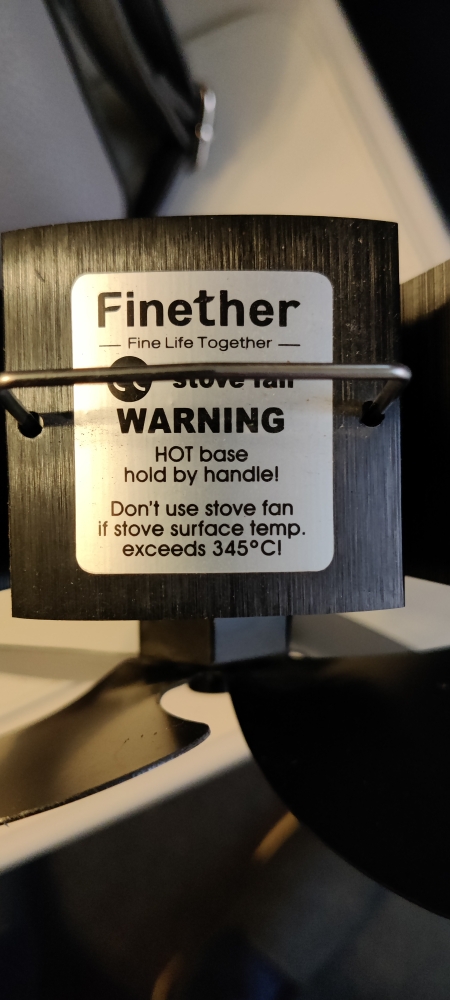 Finether
— Fine Life Together —
stove fan
WARNING
HOT base
hold by handle!
Don't use stove fan
if stove surface temp.
exceeds 345°C!